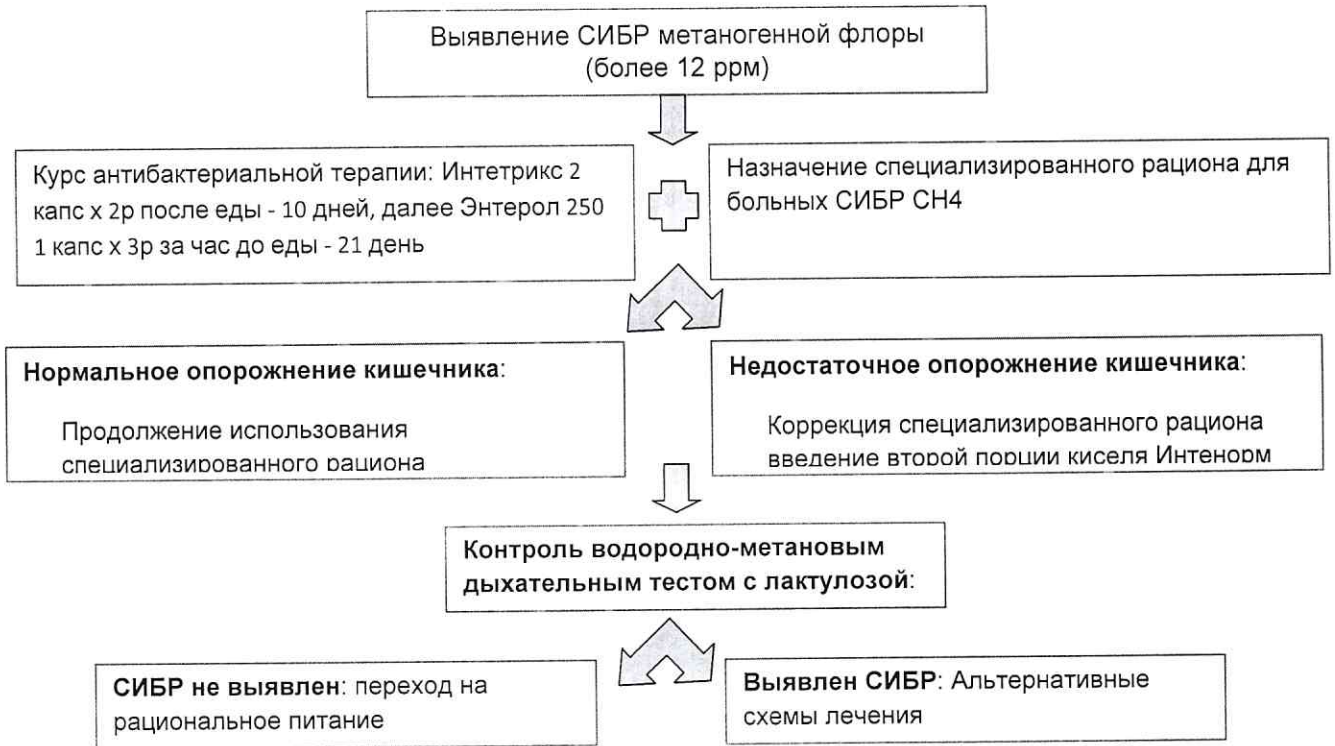 Выявление СИБР метаногенной флоры
(более 12 ррм)
Курс антибактериальной терапии: Интетрикс 2
капс х 2р после еды - 10 дней, далее Энтерол 250
1 капс х 3р за час до еды - 21 день
Назначение специализированного рациона для
больных СИБР СН4
Нормальное опорожнение кишечника:
Продолжение использования
специализированного рациона
Недостаточное опорожнение кишечника:
Коррекция специализированного рациона
введение второй порции киселя Интенорм
Контроль водородно-метановым
дыхательным тестом с лактулозой:
СИБР не выявлен: переход на
рациональное питание
Выявлен СИБР: Альтернативные
схемы лечения